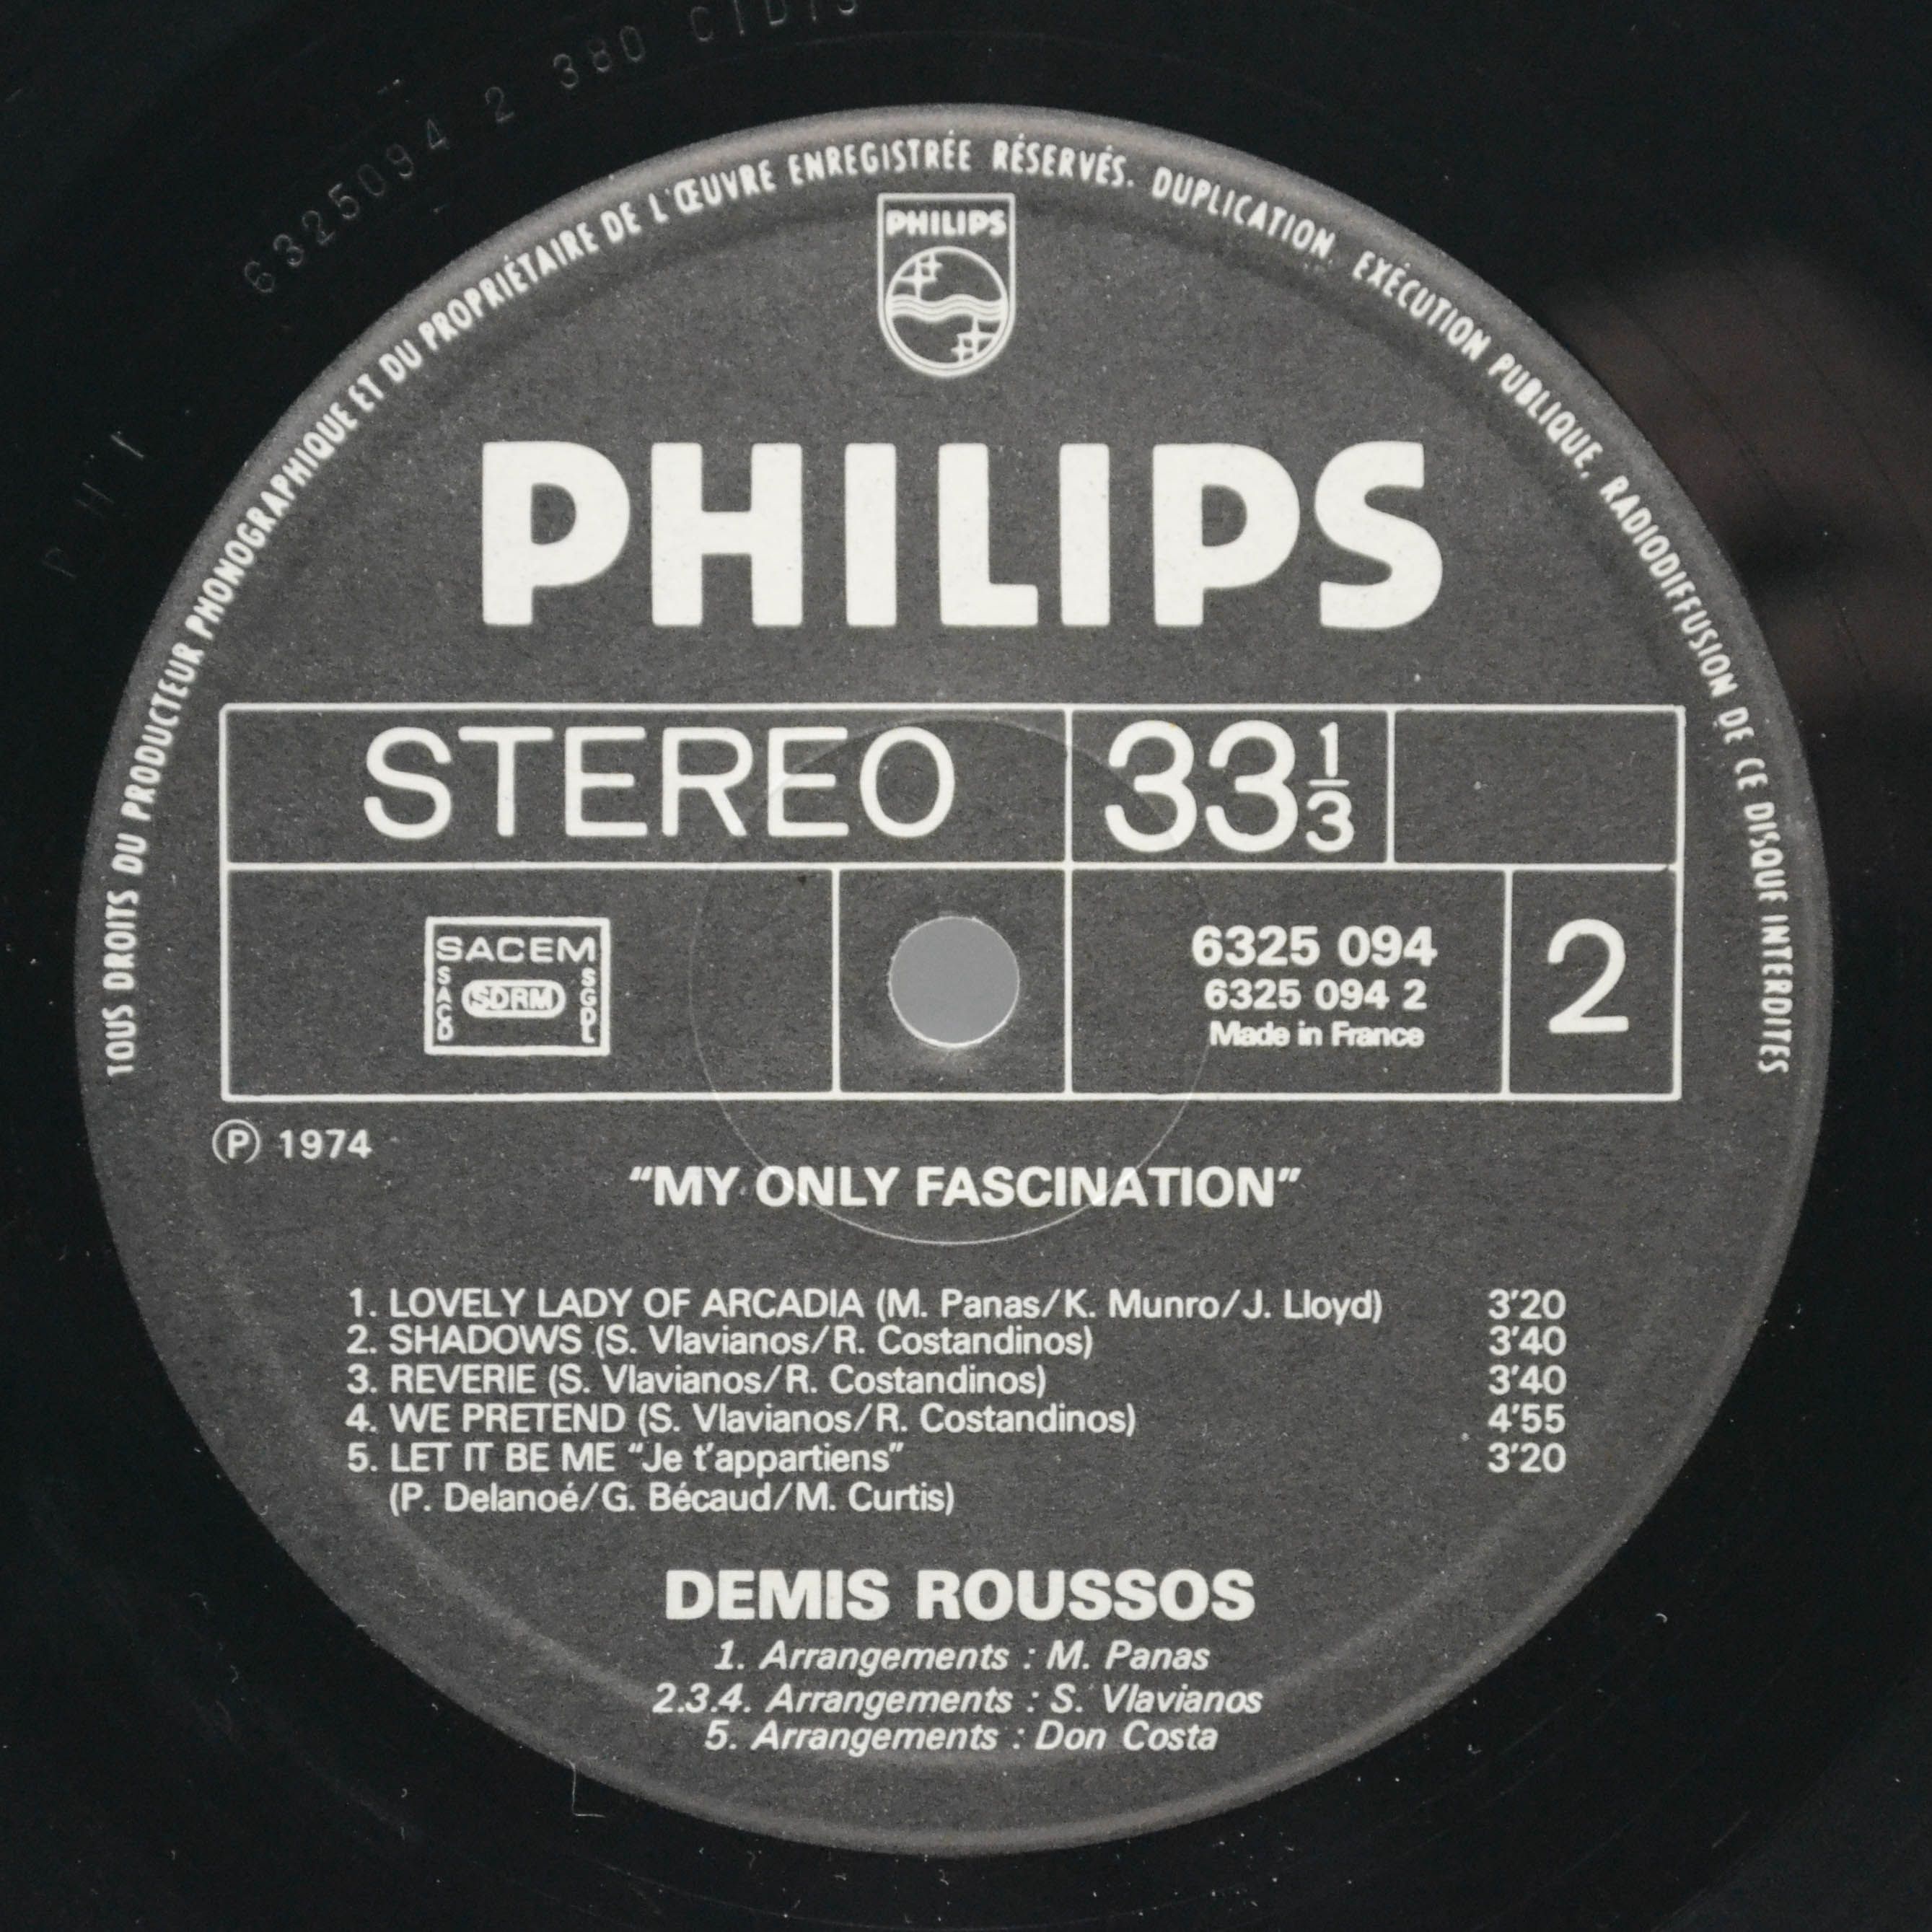 6325094 2 380
TOUS DROITS DU PRODUCTEUR PHONOGRAPHIQUE ET DU PROPRIÉTAIRE DE L'ŒUVRE ENREGISTRÉE RÉSERVÉS. DUPLICATION. EXÉCUTION PUBLIQUE. RADIODIFFUSION DE CE DISQUE INTERDITES
PHILIPS
PHILIPS
STEREO 33 1/3
SACEM
SACD SDRM SGDL
6325 094
6325 094 2
Made in France
2
℗ 1974
"MY ONLY FASCINATION"
1. LOVELY LADY OF ARCADIA (M. Panas/K. Munro/J. Lloyd) 3'20
2. SHADOWS (S. Vlavianos/R. Costandinos) 3'40
3. REVERIE (S. Vlavianos/R. Costandinos) 3'40
4. WE PRETEND (S. Vlavianos/R. Costandinos) 4'55
5. LET IT BE ME "Je t'appartiens" 3'20
(P. Delanoé/G. Bécaud/M. Curtis)
DEMIS ROUSSOS
1. Arrangements : M. Panas
2.3.4. Arrangements : S. Vlavianos
5. Arrangements : Don Costa